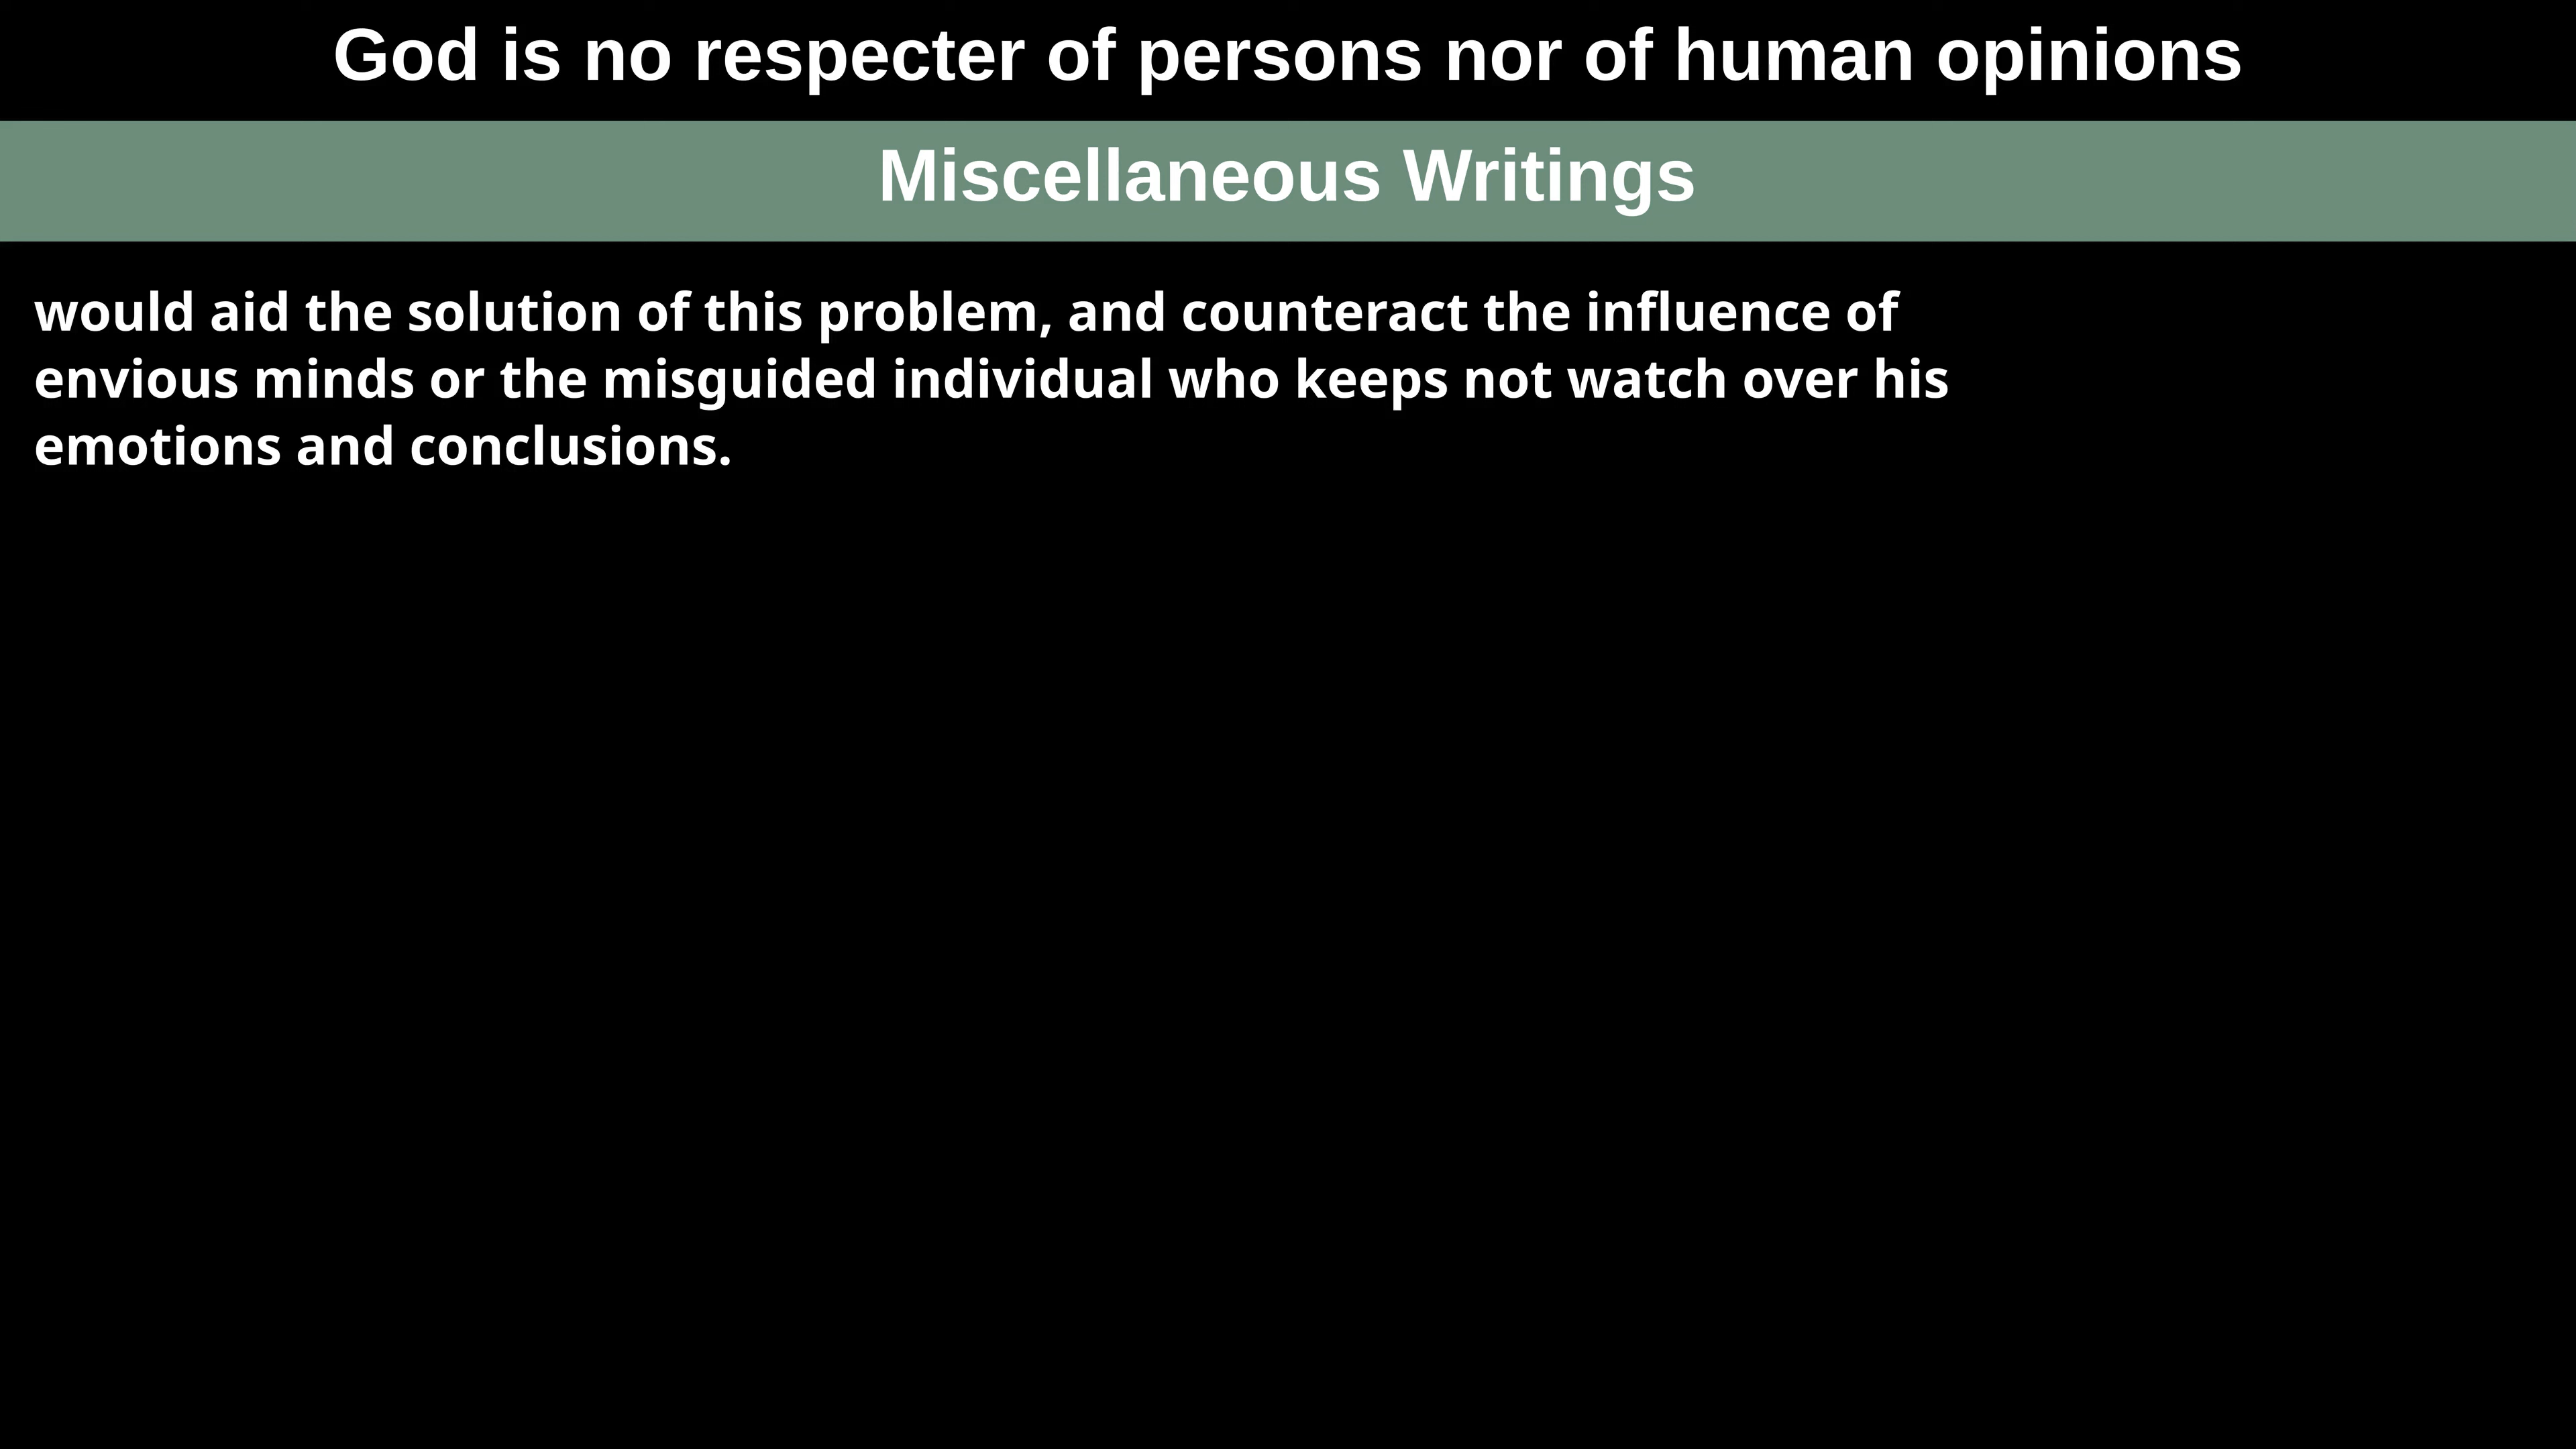 God is no respecter of persons nor of human opinions
Miscellaneous Writings
would aid the solution of this problem, and counteract the influence of
envious minds or the misguided individual who keeps not watch over his
emotions and conclusions.